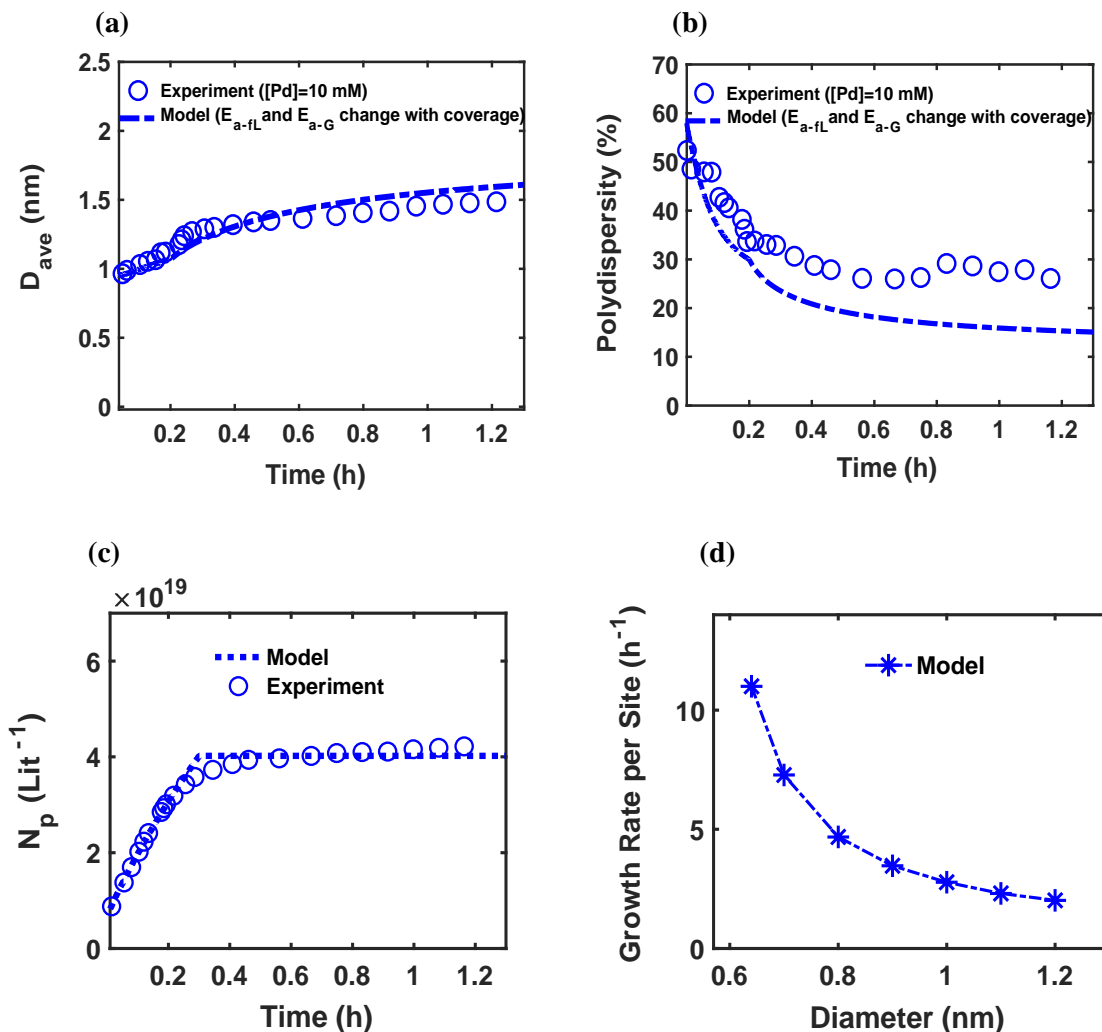 (a)
2.5
2
1.5
1
0.5
0
D_ave (nm)
Experiment ([Pd]=10 mM)
Model (E_a-fL and E_a-G change with coverage)
0.2 0.4 0.6 0.8 1 1.2
Time (h)
(b)
70
60
50
40
30
20
10
0
Polydispersity (%)
Experiment ([Pd]=10 mM)
Model (E_a-fL and E_a-G change with coverage)
0 0.2 0.4 0.6 0.8 1 1.2
Time (h)
(c)
×10^19
6
4
2
0
N_p (Lit^-1)
Model
Experiment
0 0.2 0.4 0.6 0.8 1 1.2
Time (h)
(d)
10
5
0
Growth Rate per Site (h^-1)
Model
0.6 0.8 1 1.2
Diameter (nm)